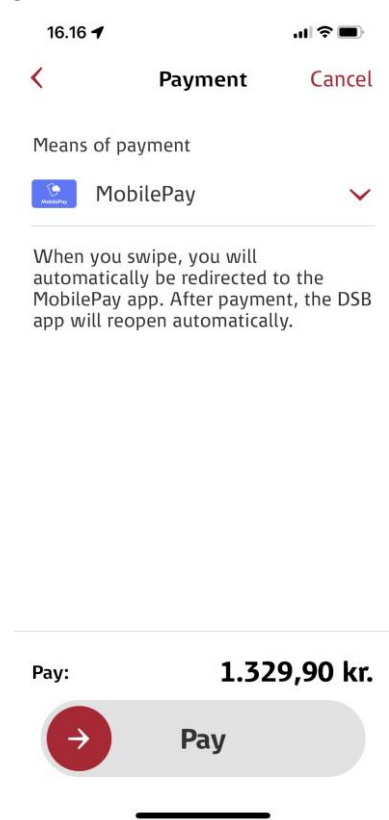 16.16
Payment
Cancel
Means of payment
MobilePay
MobilePay
When you swipe, you will
automatically be redirected to the
MobilePay app. After payment, the DSB
app will reopen automatically.
Pay:
1.329,90 kr.
Pay